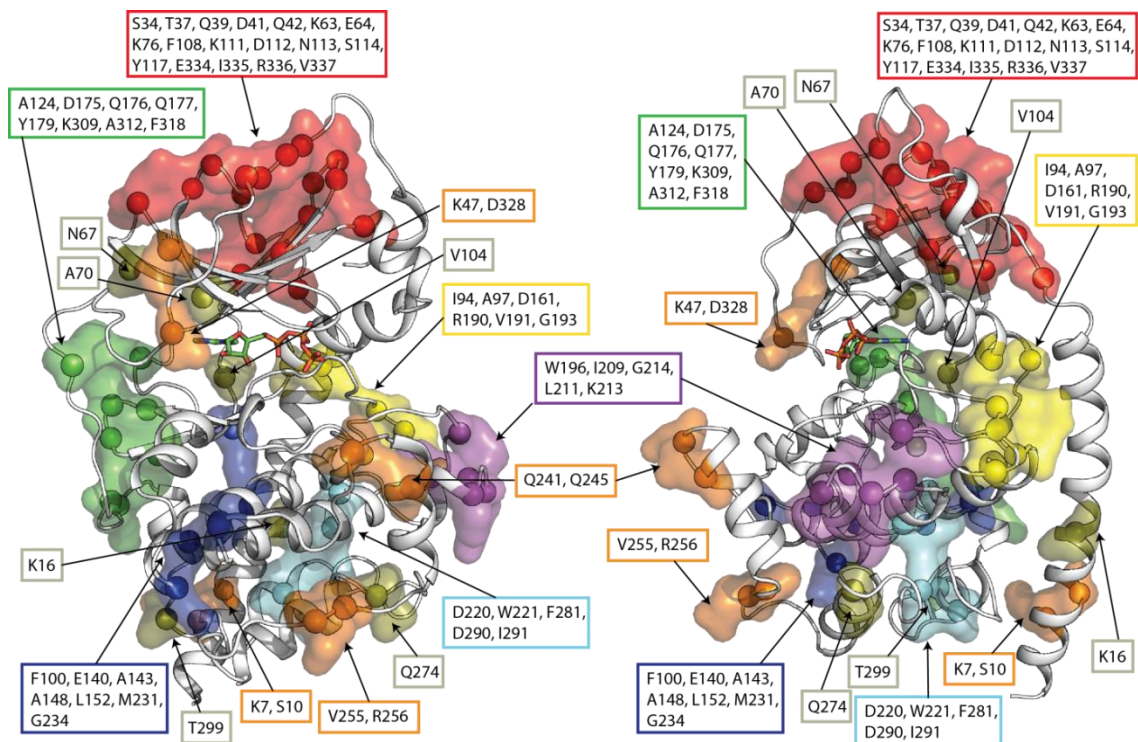 S34, T37, Q39, D41, Q42, K63, E64,
K76, F108, K111, D112, N113, S114,
Y117, E334, I335, R336, V337
A124, D175, Q176, Q177,
Y179, K309, A312, F318
K47, D328
N67
V104
A70
I94, A97, D161,
R190, V191, G193
W196, I209, G214,
L211, K213
Q241, Q245
K16
D220, W221, F281,
D290, I291
Q274
F100, E140, A143,
A148, L152, M231,
G234
K7, S10
V255, R256
T299
S34, T37, Q39, D41, Q42, K63, E64,
K76, F108, K111, D112, N113, S114,
Y117, E334, I335, R336, V337
N67
A70
V104
A124, D175,
Q176, Q177,
Y179, K309,
A312, F318
I94, A97,
D161, R190,
V191, G193
K47, D328
V255, R256
K16
K7, S10
T299
F100, E140, A143,
A148, L152, M231,
G234
Q274
D220, W221, F281,
D290, I291